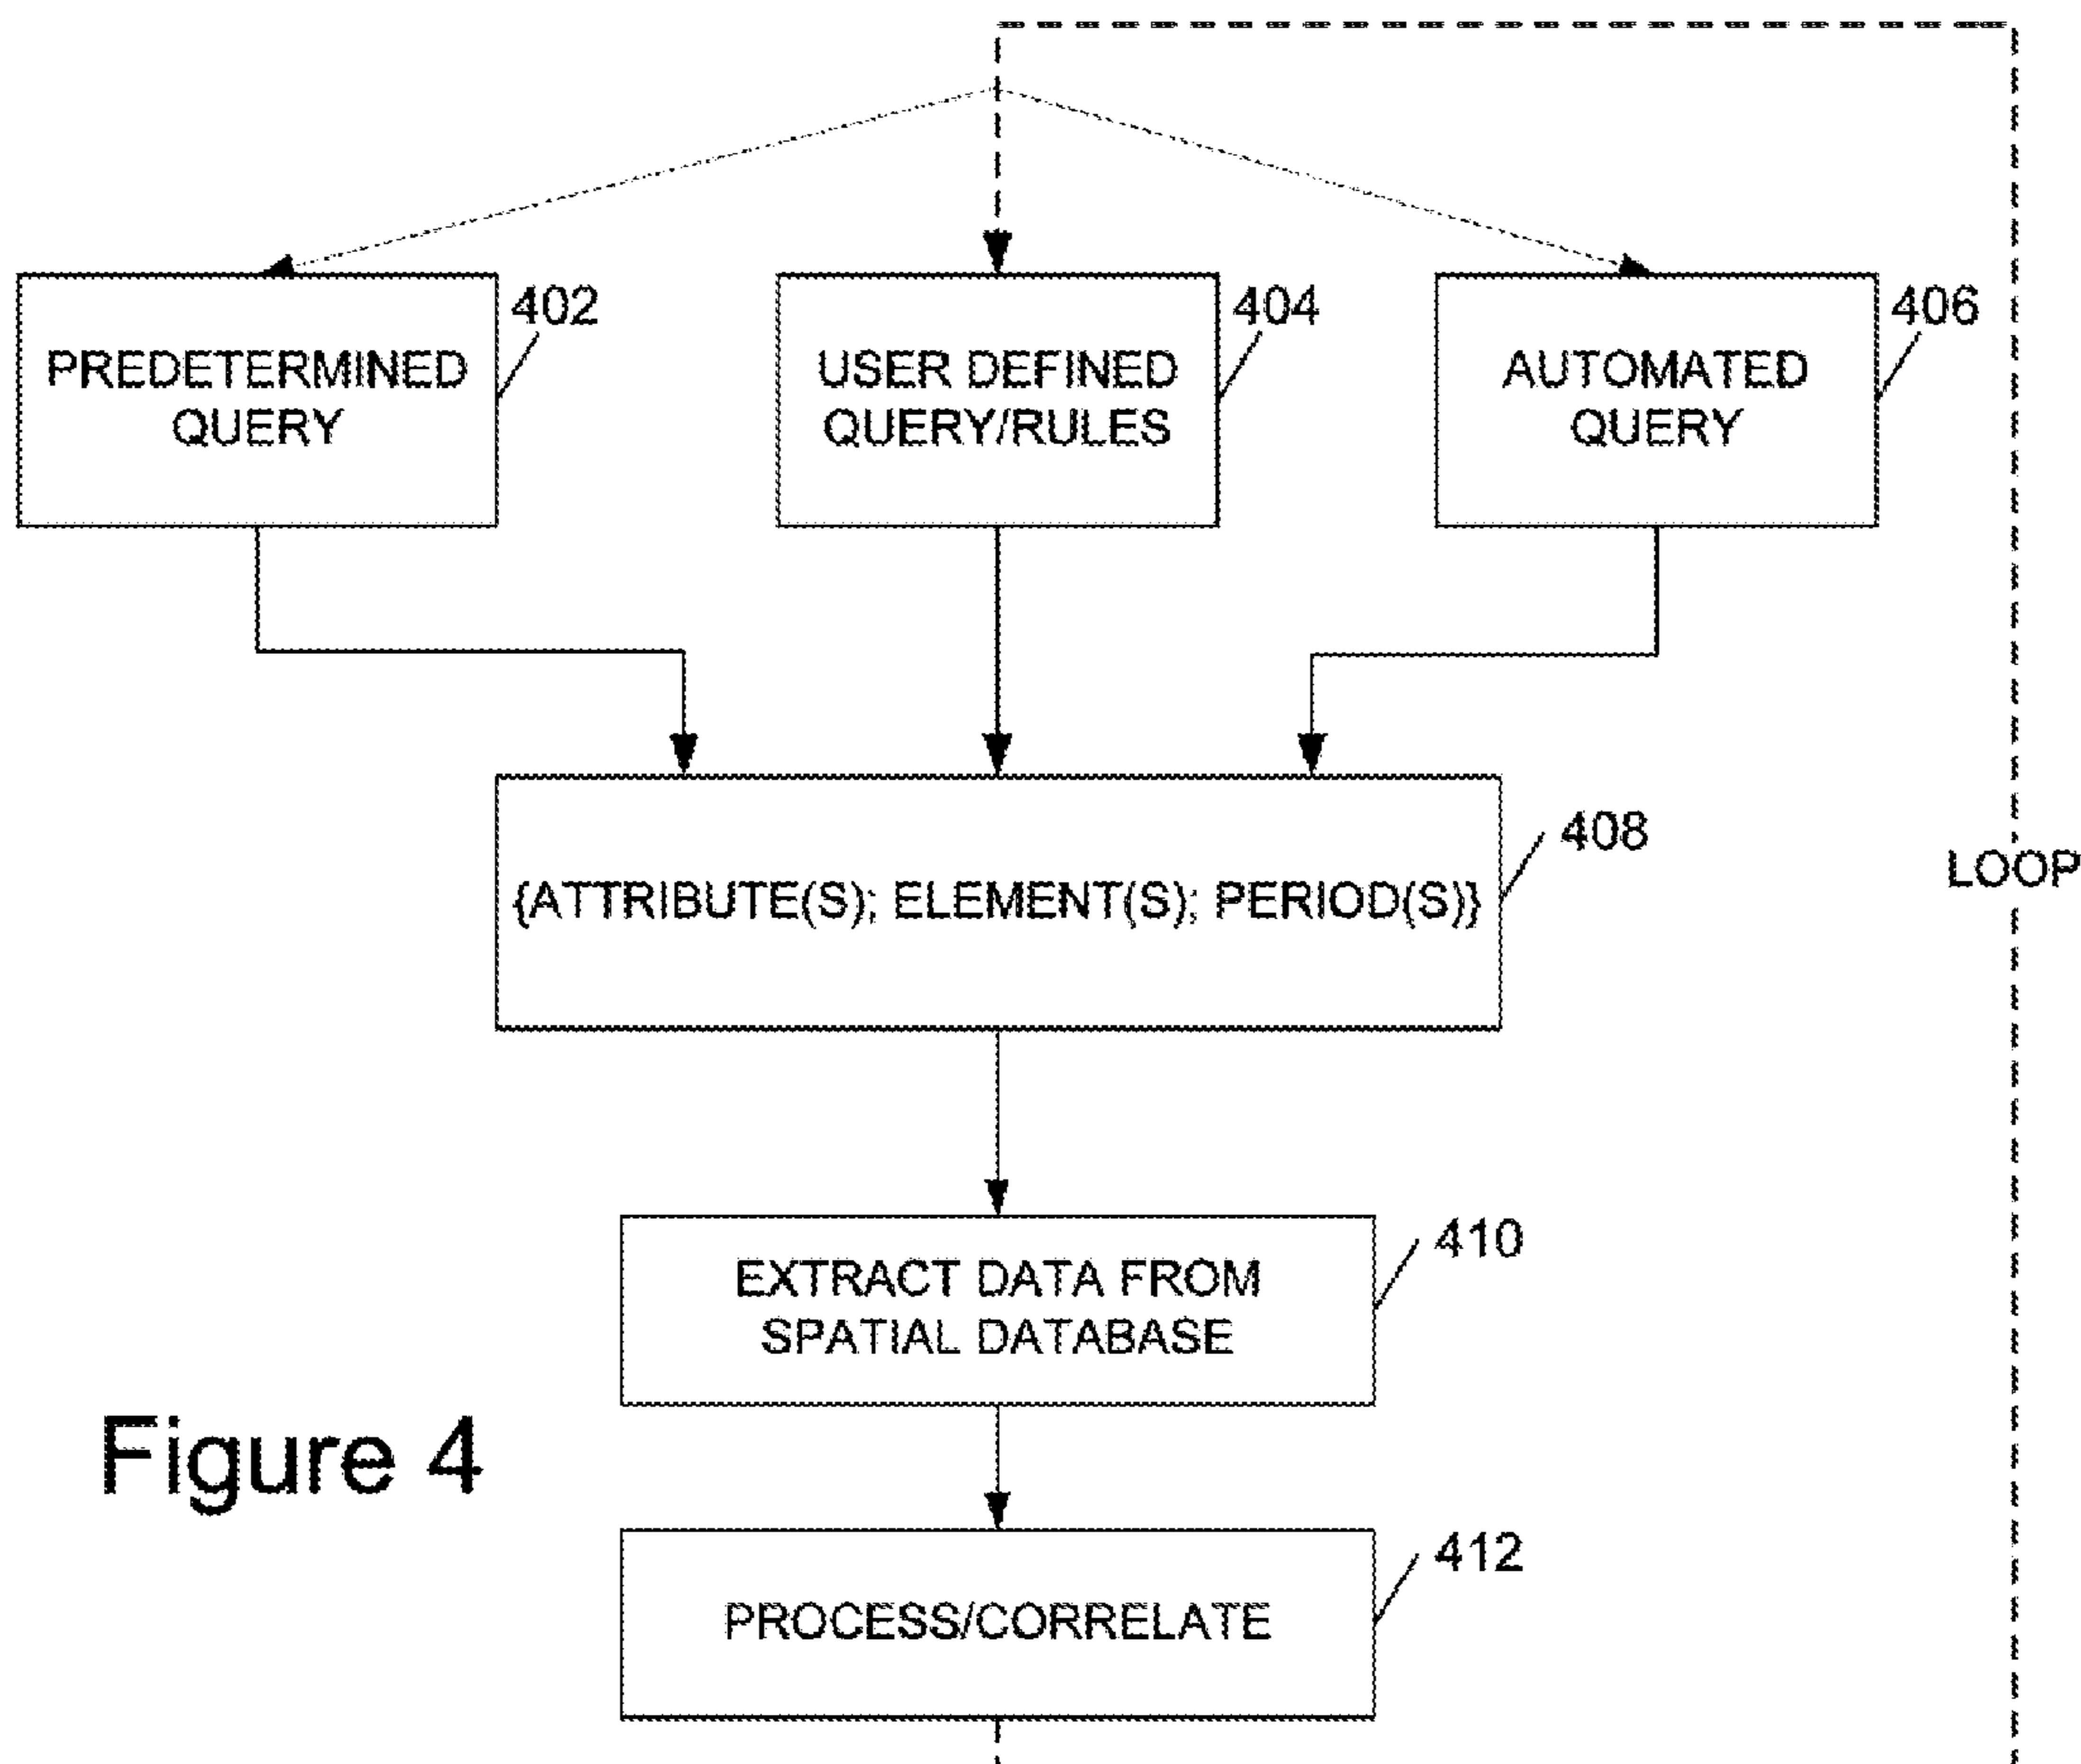 402
404
406
PREDETERMINED
QUERY
USER DEFINED
QUERY/RULES
AUTOMATED
QUERY
408
LOOP
{ATTRIBUTE(S); ELEMENT(S); PERIOD(S)}
410
EXTRACT DATA FROM
SPATIAL DATABASE
Figure 4
412
PROCESS/CORRELATE